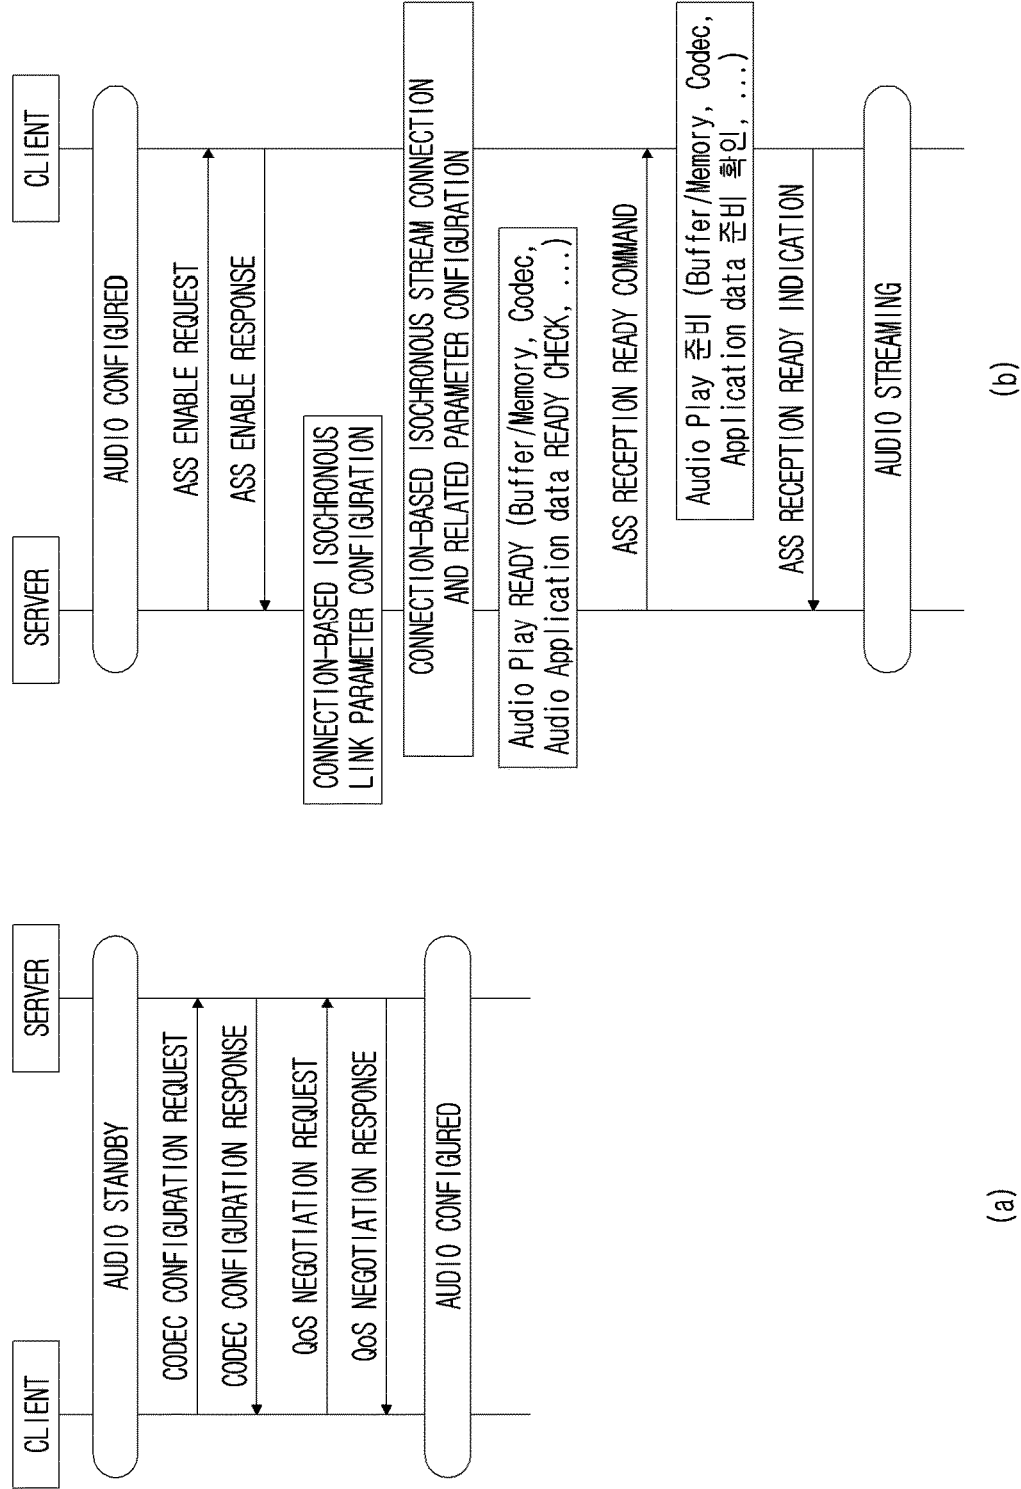 CLIENT
SERVER
AUDIO STANDBY
CODEC CONFIGURATION REQUEST
CODEC CONFIGURATION RESPONSE
QoS NEGOTIATION REQUEST
QoS NEGOTIATION RESPONSE
AUDIO CONFIGURED
(a)
SERVER
CLIENT
AUDIO CONFIGURED
ASS ENABLE REQUEST
ASS ENABLE RESPONSE
CONNECTION-BASED ISOCHRONOUS
LINK PARAMETER CONFIGURATION
CONNECTION-BASED ISOCHRONOUS STREAM CONNECTION
AND RELATED PARAMETER CONFIGURATION
Audio Play READY (Buffer/Memory, Codec,
Audio Application data READY CHECK, ...)
ASS RECEPTION READY COMMAND
Audio Play 준비 (Buffer/Memory, Codec,
Application data 준비 확인, ....)
ASS RECEPTION READY INDICATION
AUDIO STREAMING
(b)